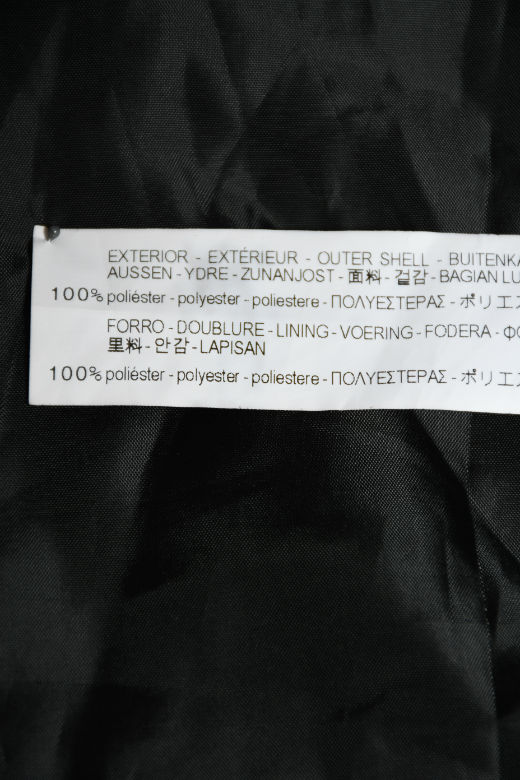 EXTERIOR - EXTÉRIEUR - OUTER SHELL - BUITENKA
AUSSEN - YDRE - ZUNANJOST - 面料 - 겉감 - BAGIAN LU
100% poliéster - polyester - poliestere - ΠΟΛΥΕΣΤΕΡΑΣ - ポリエス
FORRO - DOUBLURE - LINING - VOERING - FODERA - ΦΟ
里料 - 안감 - LAPISAN
100% poliéster - polyester - poliestere - ΠΟΛΥΕΣΤΕΡΑΣ - ポリエス